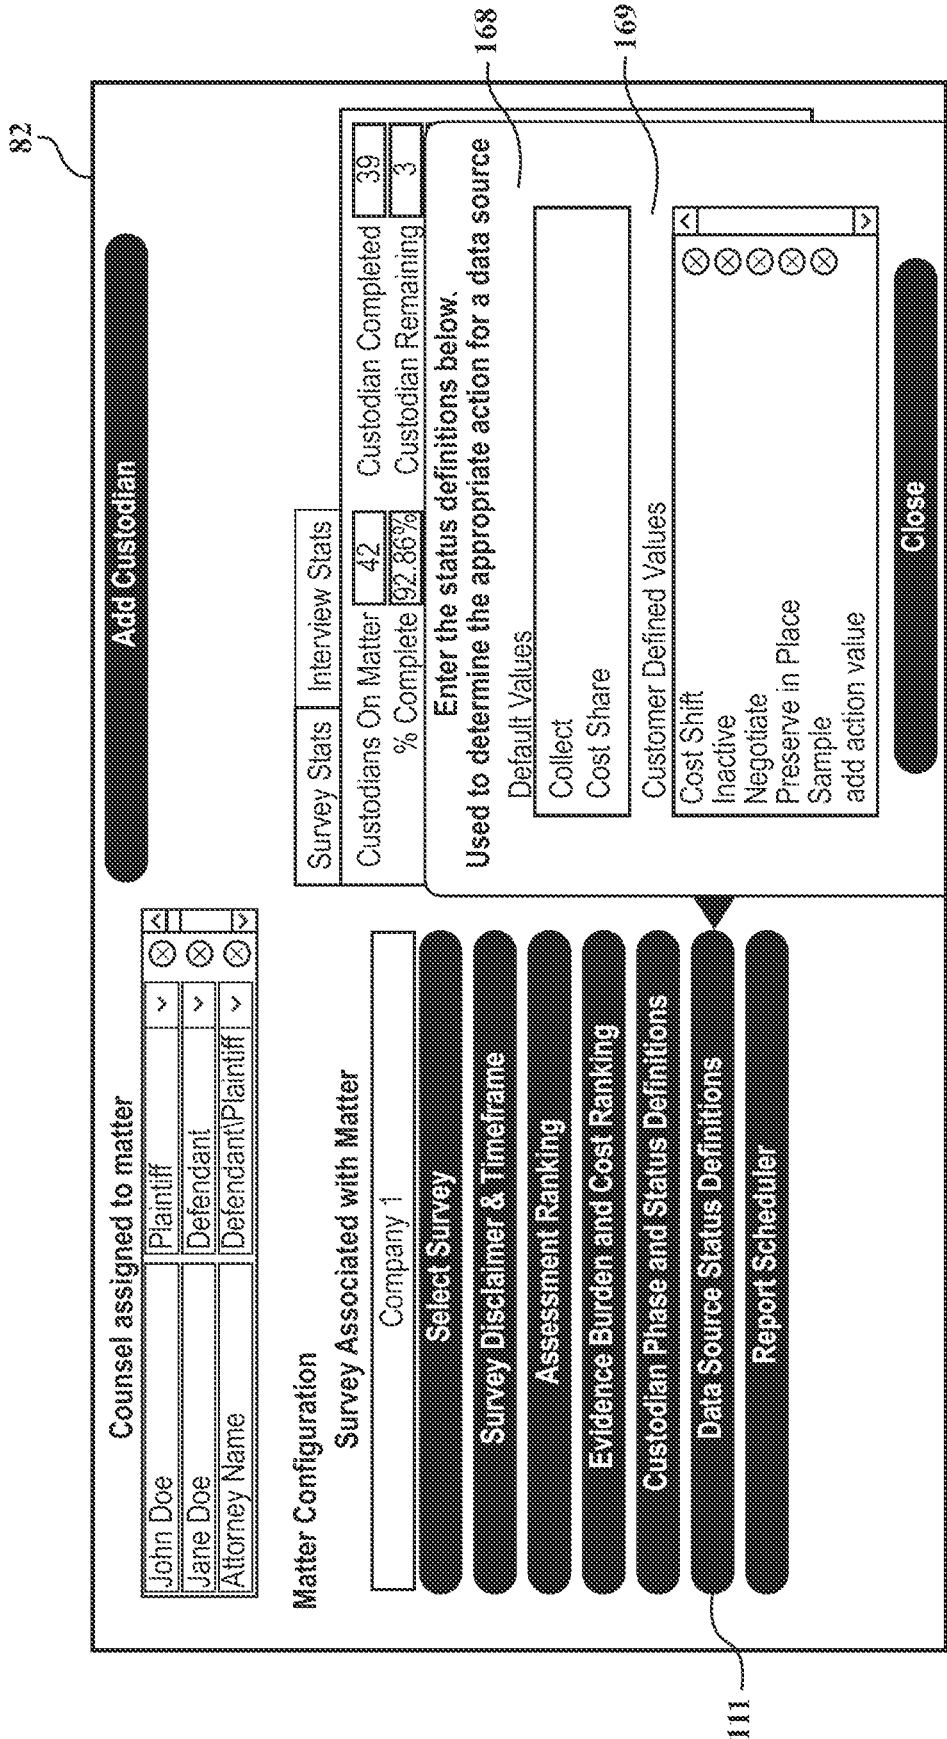 82
Counsel assigned to matter
Add Custodian
John Doe Plaintiff
Jane Doe Defendant
Attorney Name Defendant\Plaintiff
Matter Configuration
Survey Associated with Matter
Company 1
Select Survey
Survey Disclaimer & Timeframe
Assessment Ranking
Evidence Burden and Cost Ranking
Custodian Phase and Status Definitions
Data Source Status Definitions
Report Scheduler
111
Survey Stats Interview Stats
Custodians On Matter 42 Custodian Completed 39
% Complete 92.86% Custodian Remaining 3
Enter the status definitions below.
Used to determine the appropriate action for a data source
Default Values
168
Collect
Cost Share
Customer Defined Values
169
Cost Shift
Inactive
Negotiate
Preserve in Place
Sample
add action value
Close